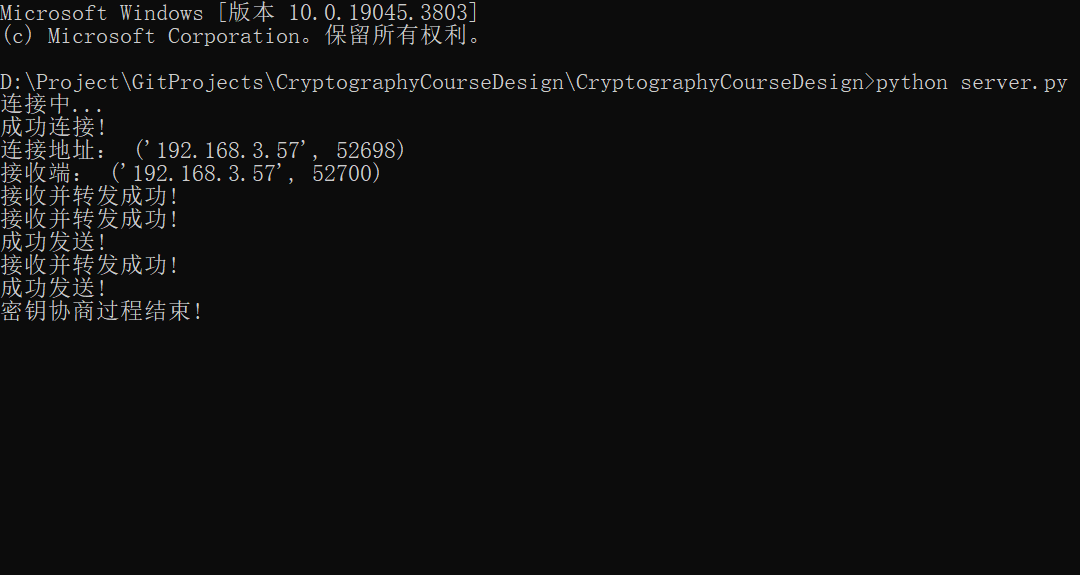 Microsoft Windows [版本 10.0.19045.3803]
(c) Microsoft Corporation。保留所有权利。
D:\Project\GitProjects\CryptographyCourseDesign\CryptographyCourseDesign>python server.py
连接中...
成功连接!
连接地址: ('192.168.3.57', 52698)
接收端: ('192.168.3.57', 52700)
接收并转发成功!
接收并转发成功!
成功发送!
接收并转发成功!
成功发送!
密钥协商过程结束!